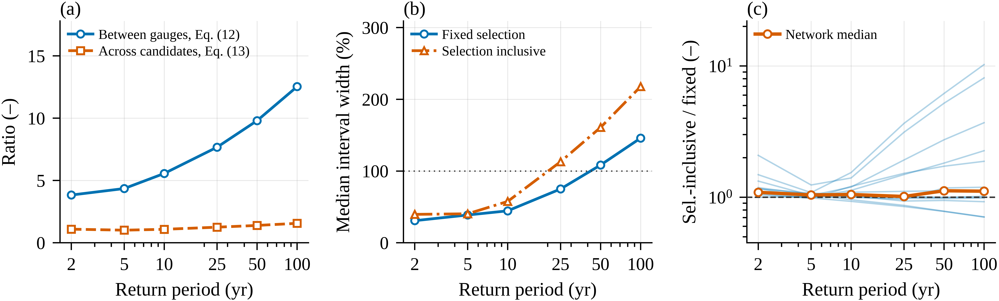 (a)
Ratio (–)
15
10
5
0
Between gauges, Eq. (12)
Across candidates, Eq. (13)
2 5 10 25 50 100
Return period (yr)
(b)
Median interval width (%)
300
200
100
0
Fixed selection
Selection inclusive
2 5 10 25 50 100
Return period (yr)
(c)
Sel.-inclusive / fixed (–)
10¹
10⁰
Network median
2 5 10 25 50 100
Return period (yr)